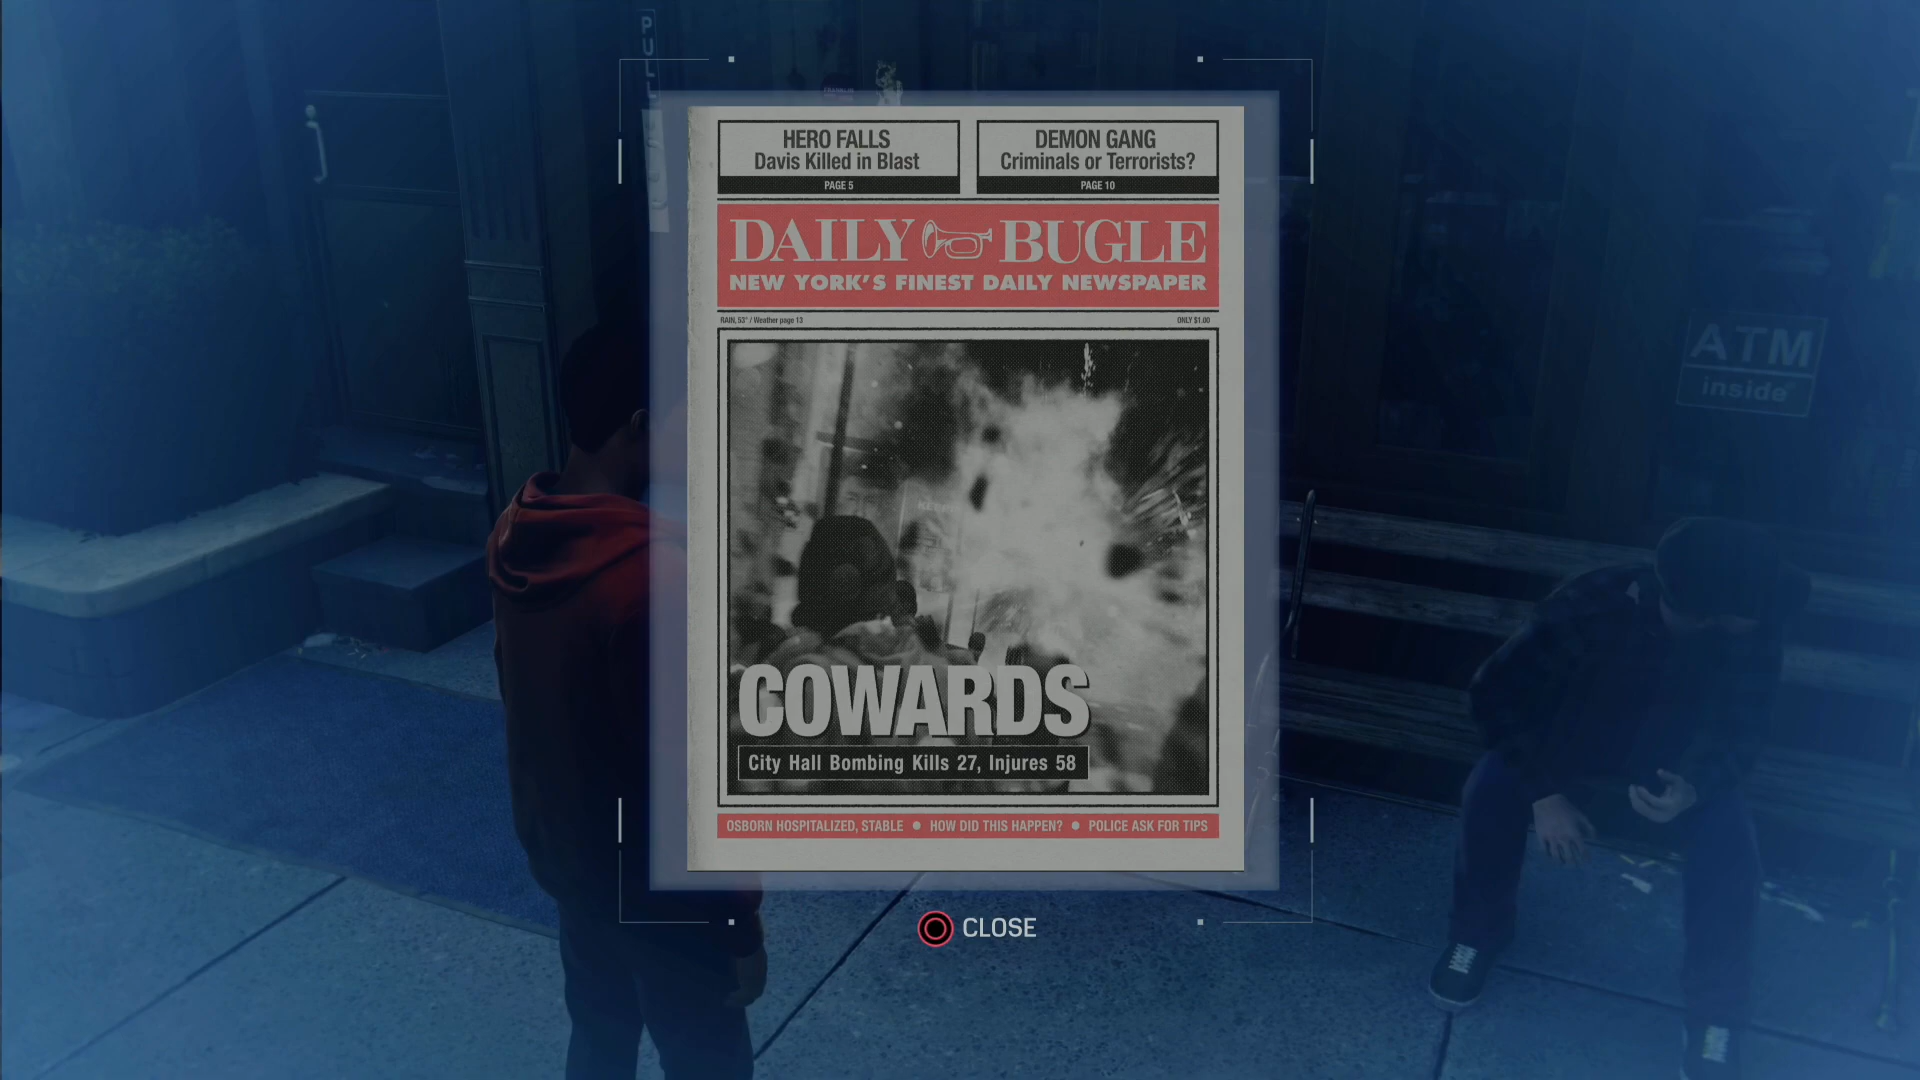 PULL
HERO FALLS
Davis Killed in Blast
PAGE 5
DEMON GANG
Criminals or Terrorists?
PAGE 10
DAILY BUGLE
NEW YORK'S FINEST DAILY NEWSPAPER
RAIN, 53° / Weather page 13
ONLY $1.00
ATM
inside
COWARDS
City Hall Bombing Kills 27, Injures 58
OSBORN HOSPITALIZED, STABLE • HOW DID THIS HAPPEN? • POLICE ASK FOR TIPS
CLOSE